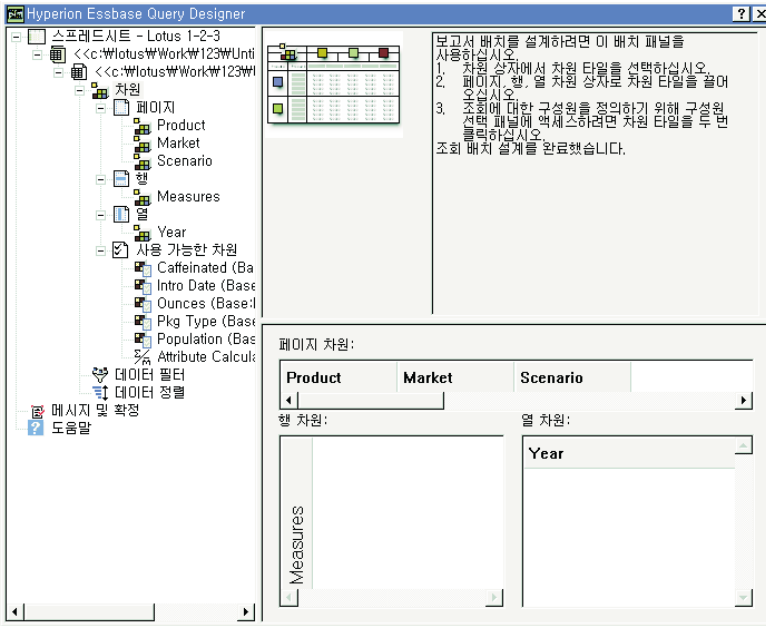 Hyperion Essbase Query Designer
스프레드시트 - Lotus 1-2-3
<<c:₩lotus₩Work₩123₩Unti
<<c:₩lotus₩Work₩123₩l
차원
페이지
Product
Market
Scenario
행
Measures
열
Year
사용 가능한 차원
Caffeinated (Ba
Intro Date (Base
Ounces (Base:l
Pkg Type (Base
Population (Bas
Attribute Calcula
데이터 필터
데이터 정렬
메시지 및 확정
도움말
보고서 배치를 설계하려면 이 배치 패널을
사용하십시오.
1. 차원 상자에서 차원 타일을 선택하십시오.
2. 페이지, 행, 열 차원 상자로 차원 타일을 끌어
오십시오.
3. 조회에 대한 구성원을 정의하기 위해 구성원
선택 패널에 액세스하려면 차원 타일을 두 번
클릭하십시오.
조회 배치 설계를 완료했습니다.
페이지 차원:
Product Market Scenario
행 차원:
Measures
열 차원:
Year